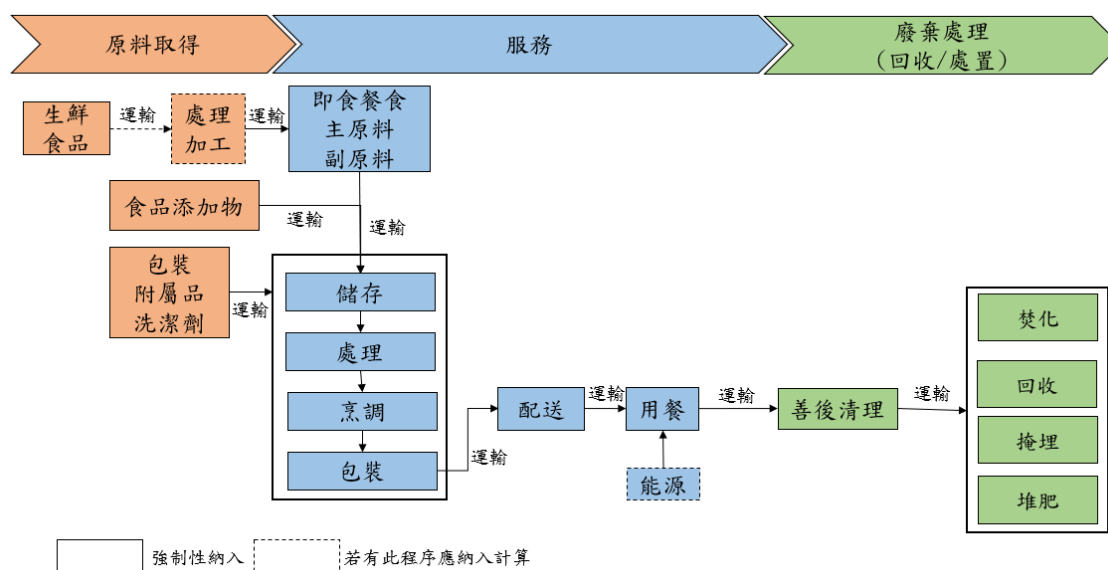 原料取得
服務
廢棄處理
(回收/處置)
生鮮
食品
運輸
處理
加工
運輸
即食餐食
主原料
副原料
食品添加物
運輸
運輸
包裝
附屬品
洗潔劑
運輸
儲存
處理
烹調
包裝
運輸
配送
運輸
用餐
能源
運輸
善後清理
運輸
焚化
回收
掩埋
堆肥
強制性納入
若有此程序應納入計算